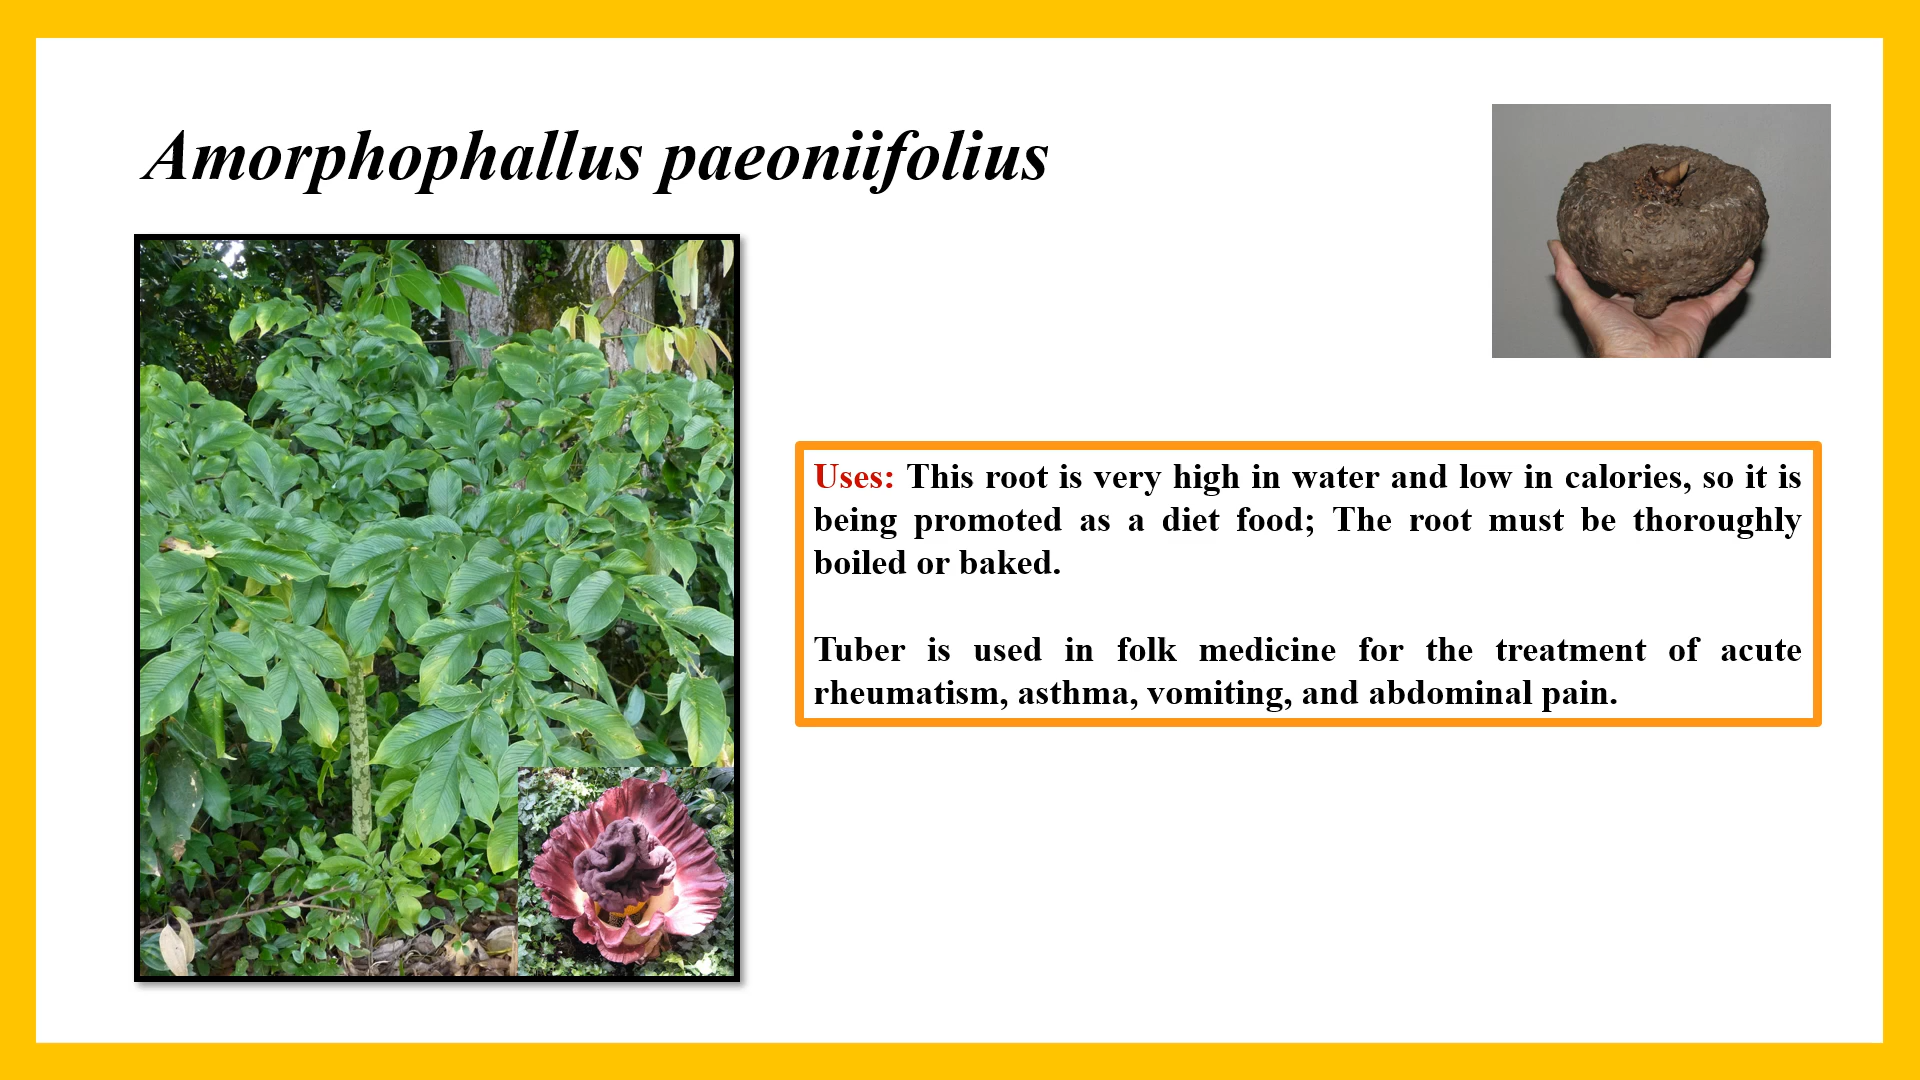 Amorphophallus paeoniifolius
Uses: This root is very high in water and low in calories, so it is
being promoted as a diet food; The root must be thoroughly
boiled or baked.
Tuber is used in folk medicine for the treatment of acute
rheumatism, asthma, vomiting, and abdominal pain.